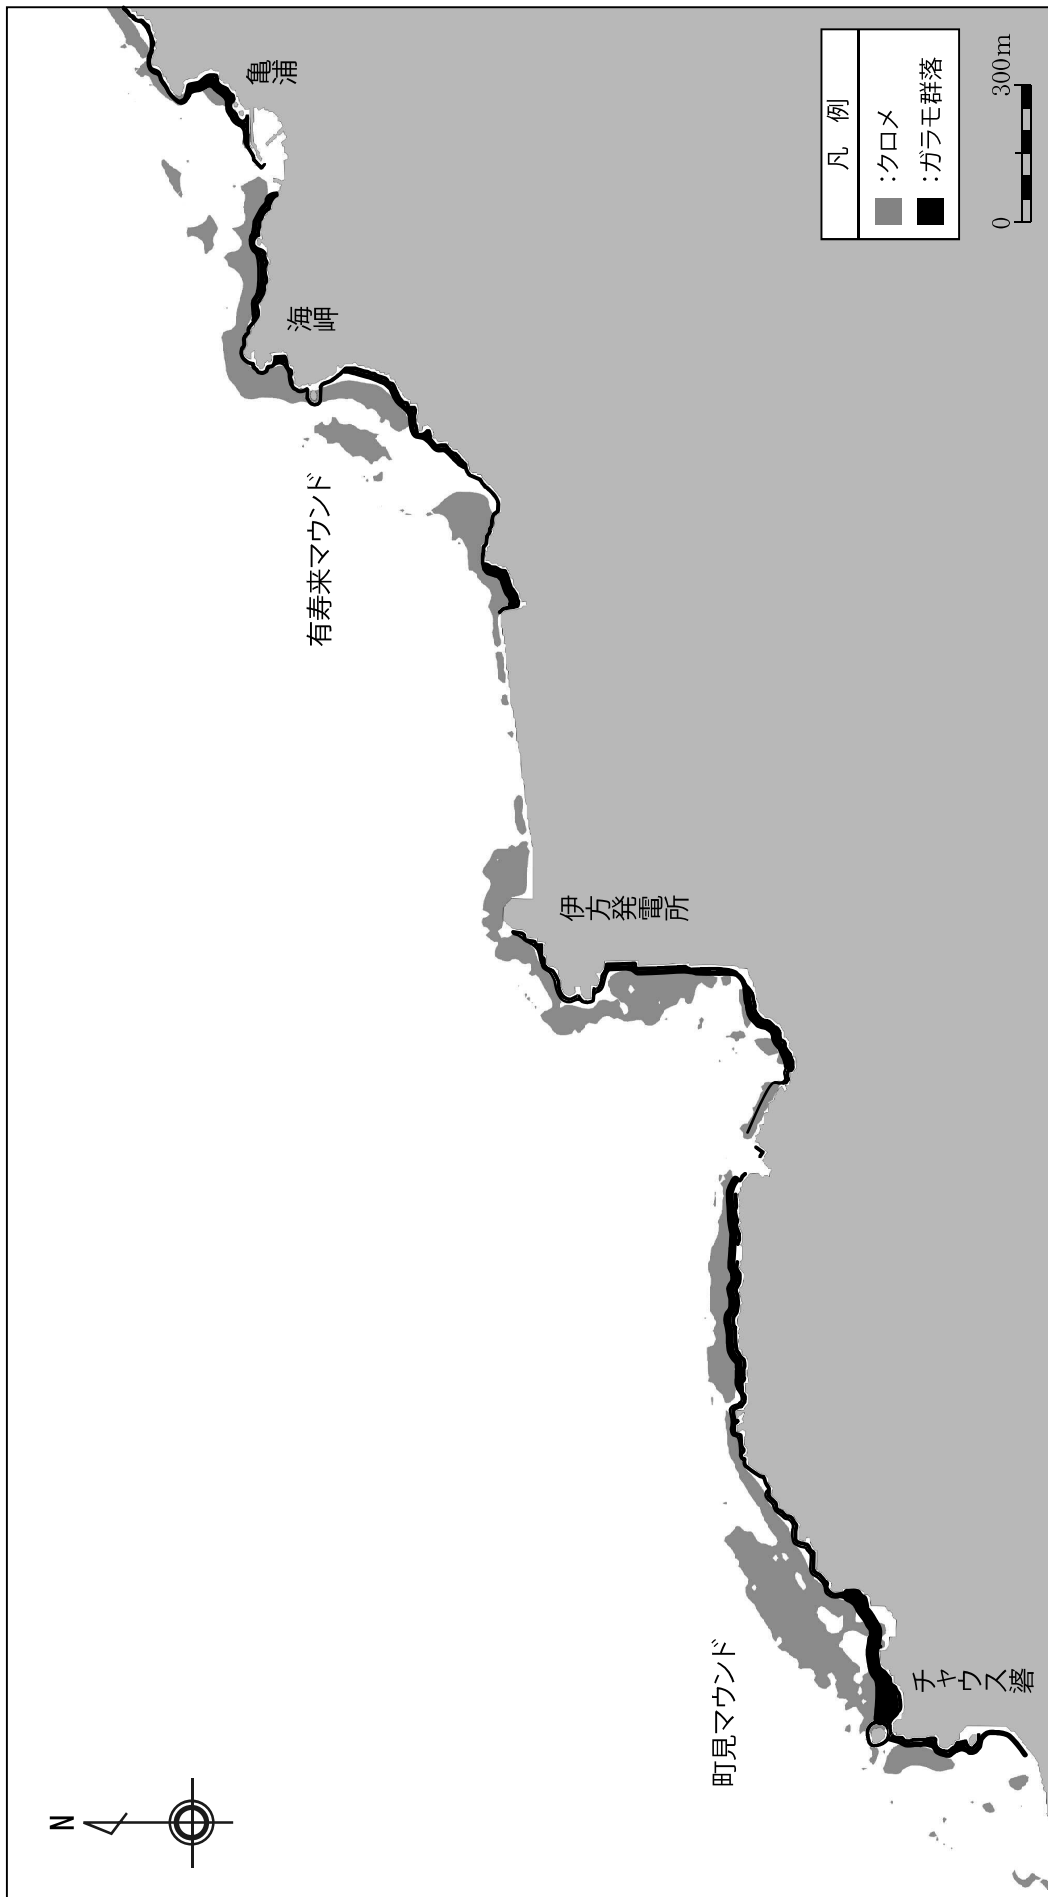 N
亀浦
海岬
有寿来マウンド
伊方発電所
町見マウンド
チャウス碆
凡 例
:クロメ
:ガラモ群落
0 300m